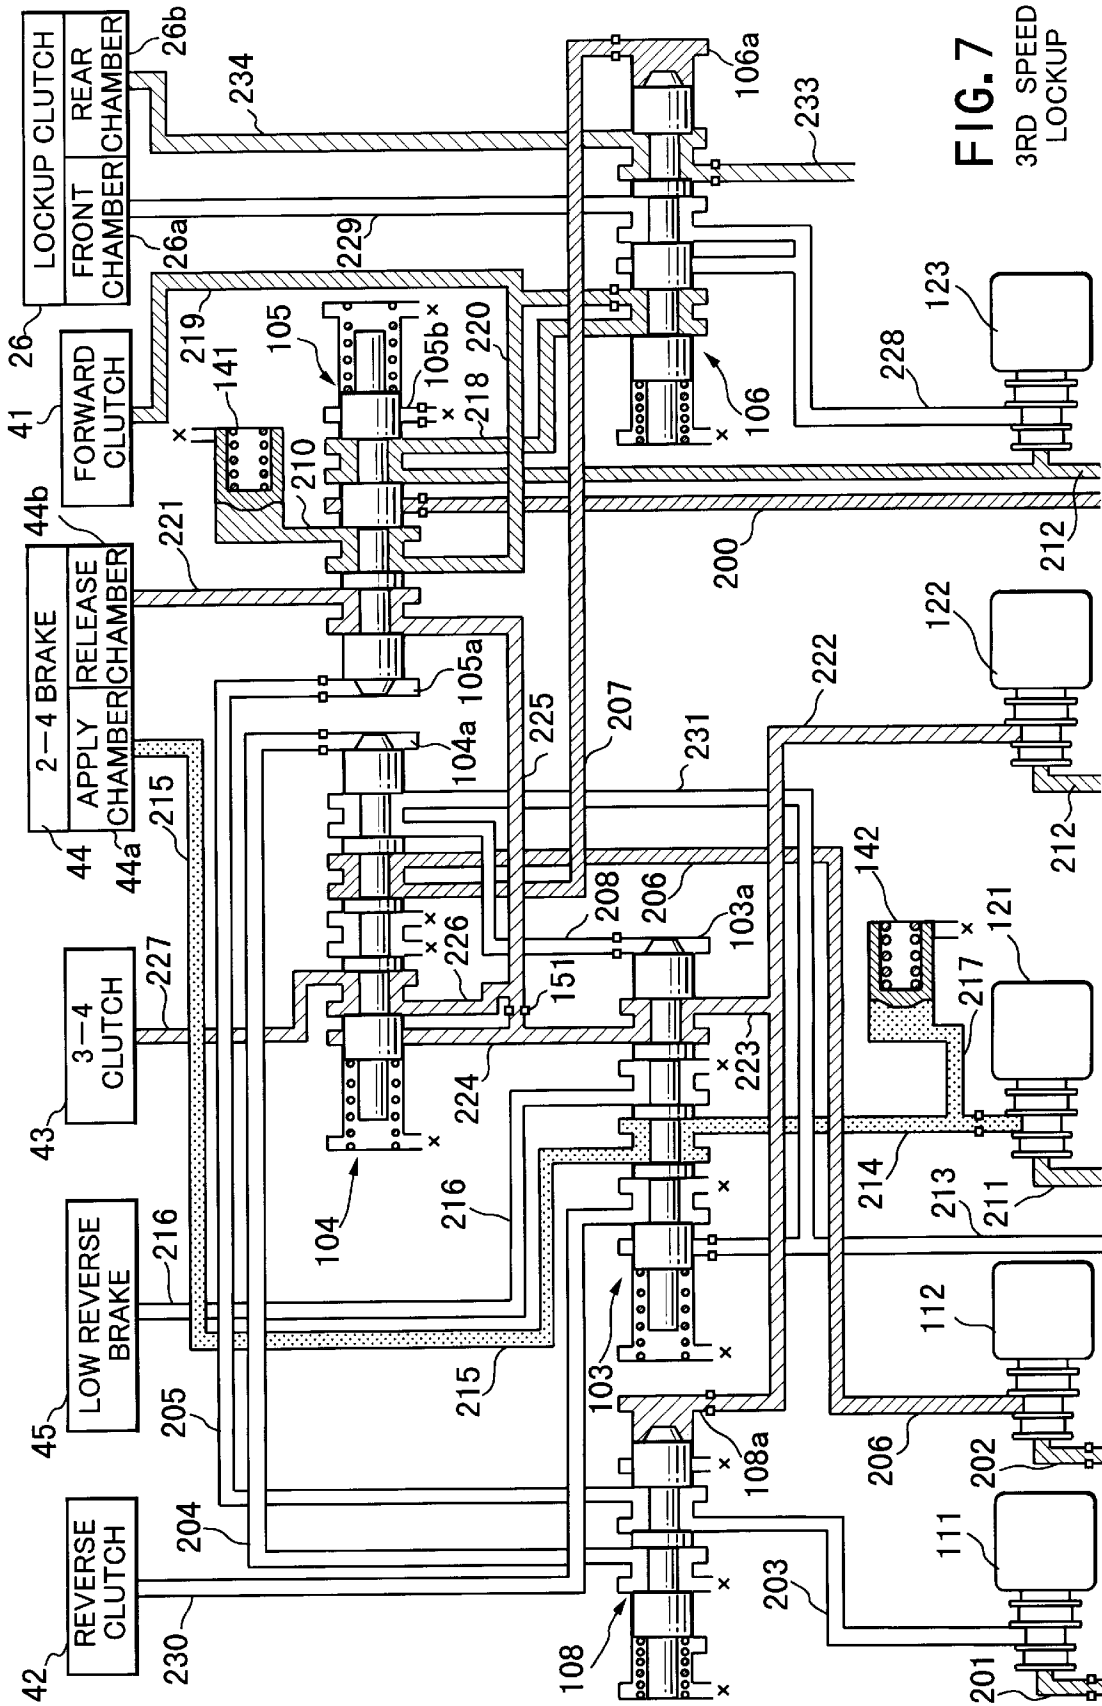 FIG.7
3RD SPEED
LOCKUP
42
REVERSE
CLUTCH
45
LOW REVERSE
BRAKE
43
3–4
CLUTCH
44
2–4 BRAKE
APPLY
CHAMBER
RELEASE
CHAMBER
44a
44b
41
FORWARD
CLUTCH
26
LOCKUP CLUTCH
FRONT
CHAMBER
REAR
CHAMBER
26a
26b
230
204
205
216
227
215
221
210
141
219
229
234
105
105b
x
x
x
220
218
105a
104a
225
207
231
226
x
x
x
104
224
151
208
206
103a
216
215
223
x
x
x
103
108
x
x
x
108a
222
106
x
106a
233
200
212
228
123
122
212
142
x
217
121
214
211
213
112
206
202
111
203
201